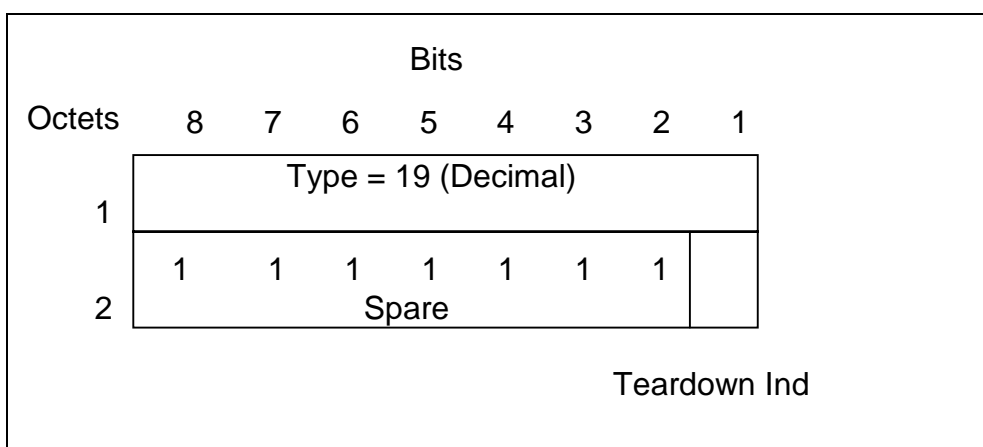 Bits
Octets 8 7 6 5 4 3 2 1
Type = 19 (Decimal)
1
1 1 1 1 1 1 1
2 Spare
Teardown Ind